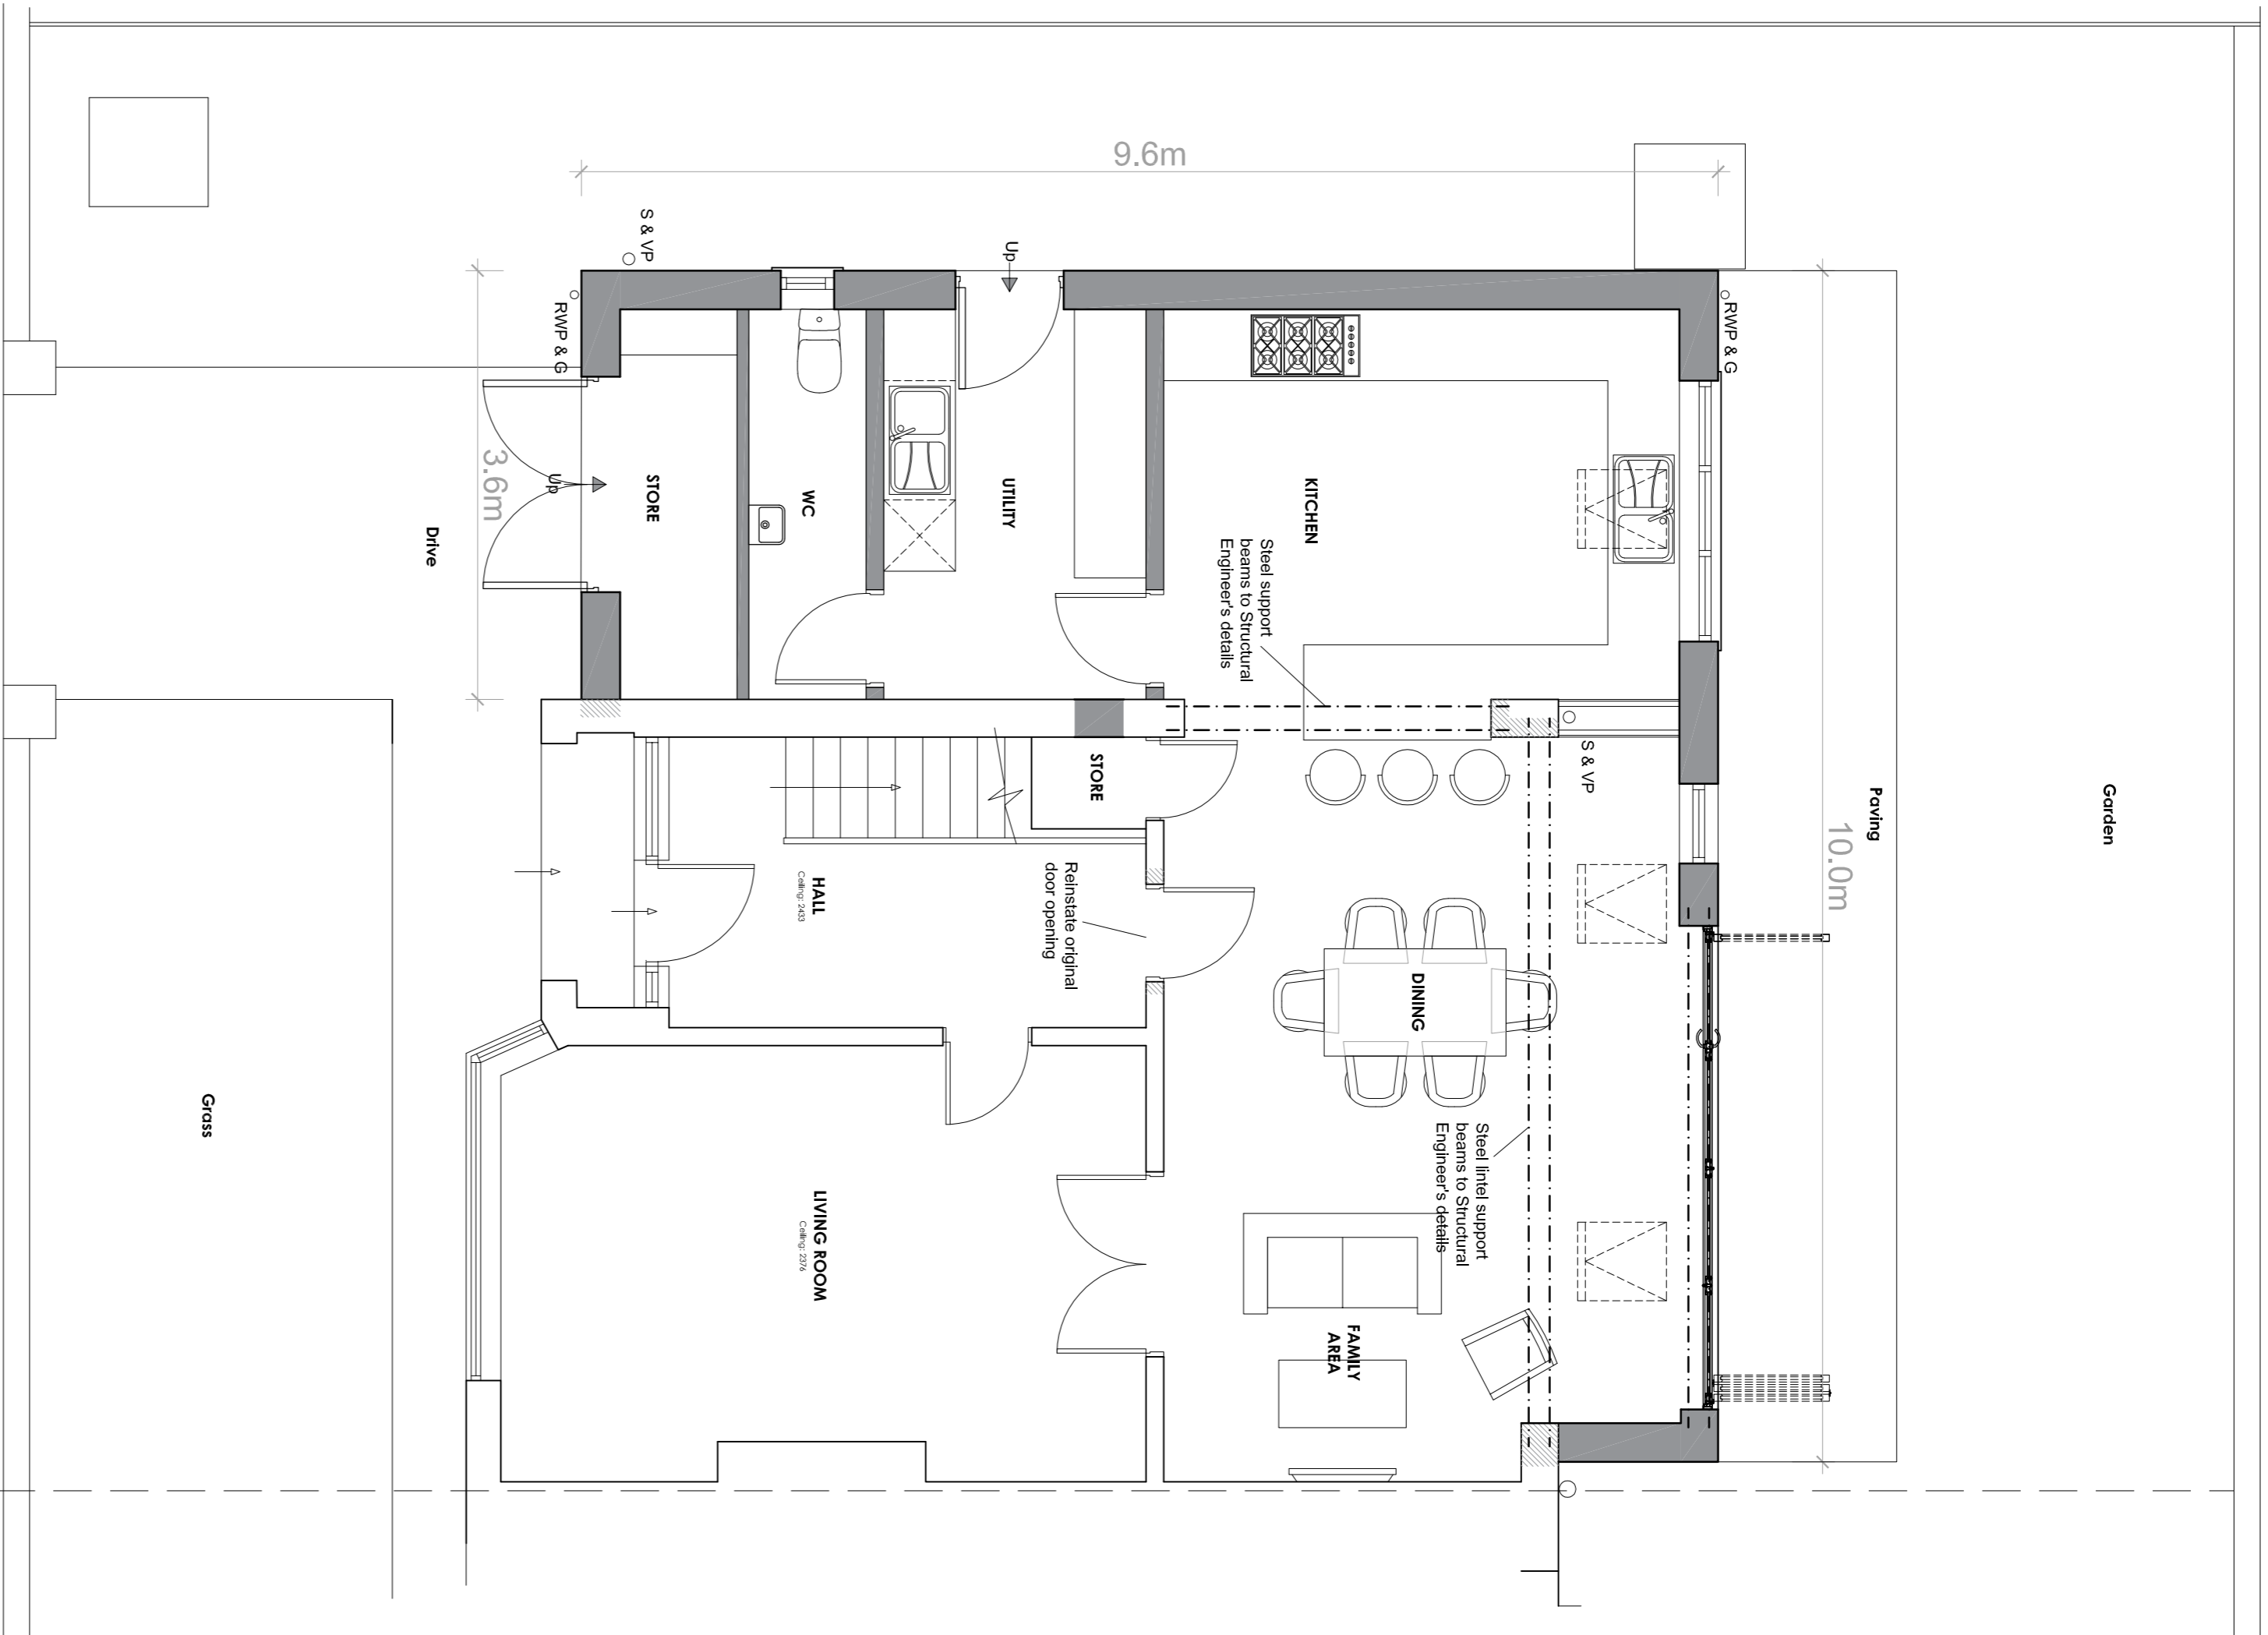 9.6m
S & VP
Up
RWP & G
RWP & G
3.6m
Up
Drive
STORE
WC
UTILITY
KITCHEN
Steel support
beams to Structural
Engineer's details
S & VP
STORE
Paving
Garden
10.0m
HALL
Ceiling: 2433
Reinstate original
door opening
DINING
Grass
Steel lintel support
beams to Structural
Engineer's details
LIVING ROOM
Ceiling: 2376
FAMILY
AREA